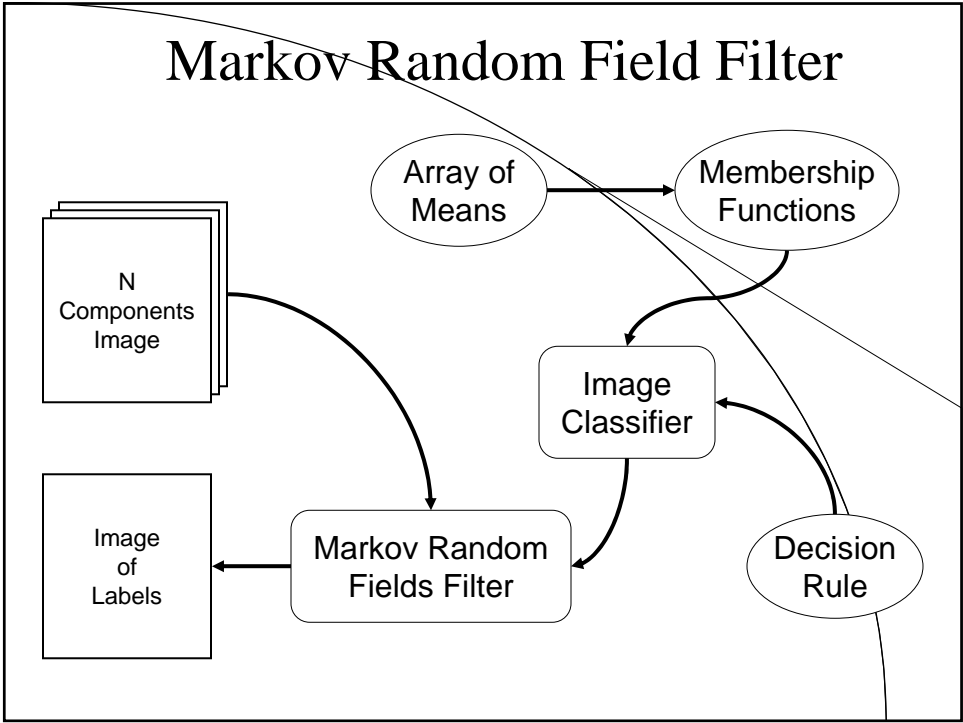 Markov Random Field Filter
Array of
Means
Membership
Functions
N
Components
Image
Image
Classifier
Image
of
Labels
Markov Random
Fields Filter
Decision
Rule